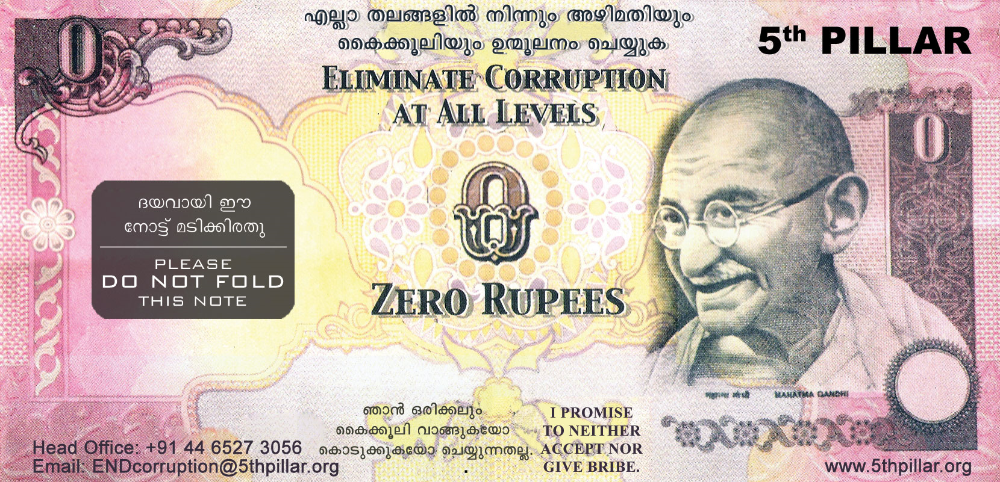 എല്ലാ തലങ്ങളിൽ നിന്നും അഴിമതിയും
കൈക്കൂലിയും ഉന്മൂലനം ചെയ്യുക
ELIMINATE CORRUPTION
AT ALL LEVELS
5th PILLAR
0
0
0
ദയവായി ഈ
നോട്ട് മടിക്കിരതു
PLEASE
DO NOT FOLD
THIS NOTE
ZERO RUPEES
महात्मा गांधी MAHATMA GANDHI
ഞാൻ ഒരിക്കലും
കൈക്കൂലി വാങ്ങുകയോ
കൊടുക്കുകയോ ചെയ്യുന്നതല്ല.
.
I PROMISE
TO NEITHER
ACCEPT NOR
GIVE BRIBE.
Head Office: +91 44 6527 3056
Email: ENDcorruption@5thpillar.org
www.5thpillar.org